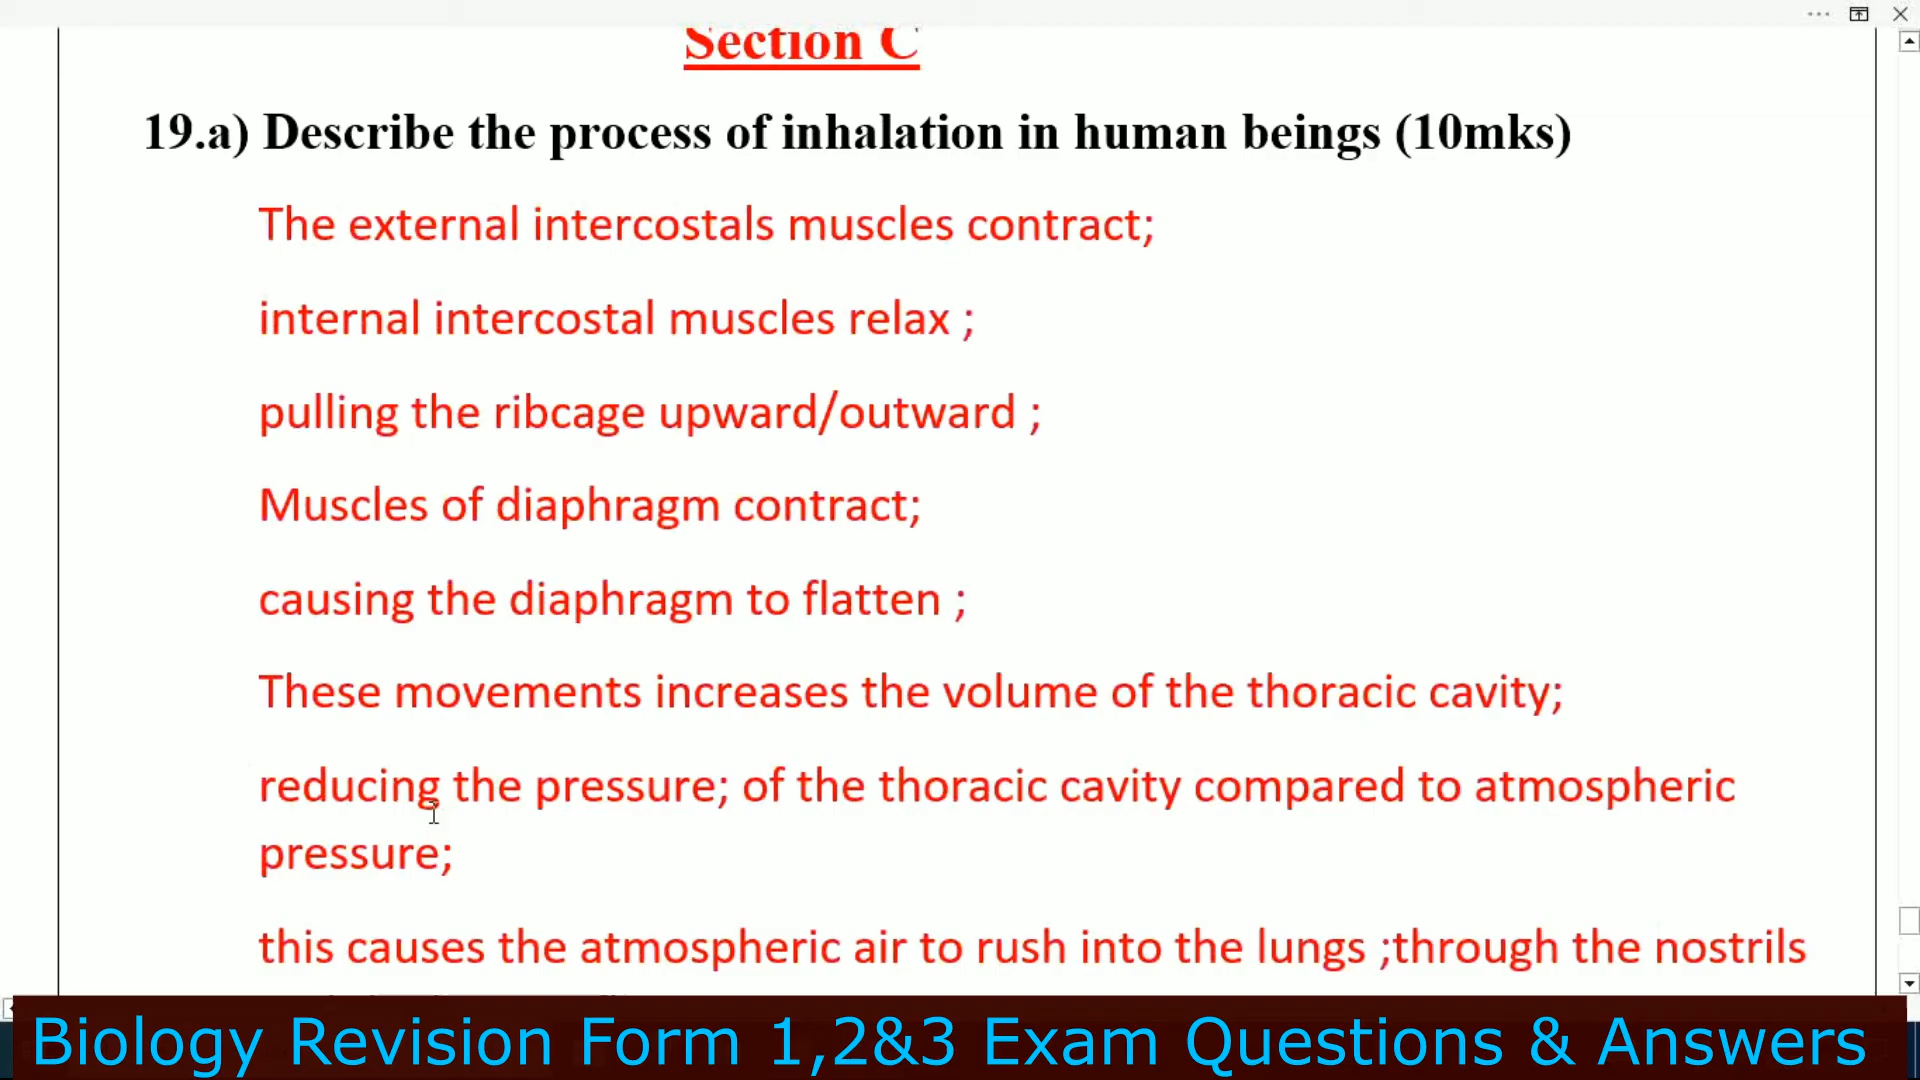 Section C
19.a) Describe the process of inhalation in human beings (10mks)
The external intercostals muscles contract;
internal intercostal muscles relax ;
pulling the ribcage upward/outward ;
Muscles of diaphragm contract;
causing the diaphragm to flatten ;
These movements increases the volume of the thoracic cavity;
reducing the pressure; of the thoracic cavity compared to atmospheric
pressure;
this causes the atmospheric air to rush into the lungs ;through the nostrils
Biology Revision Form 1,2&3 Exam Questions & Answers